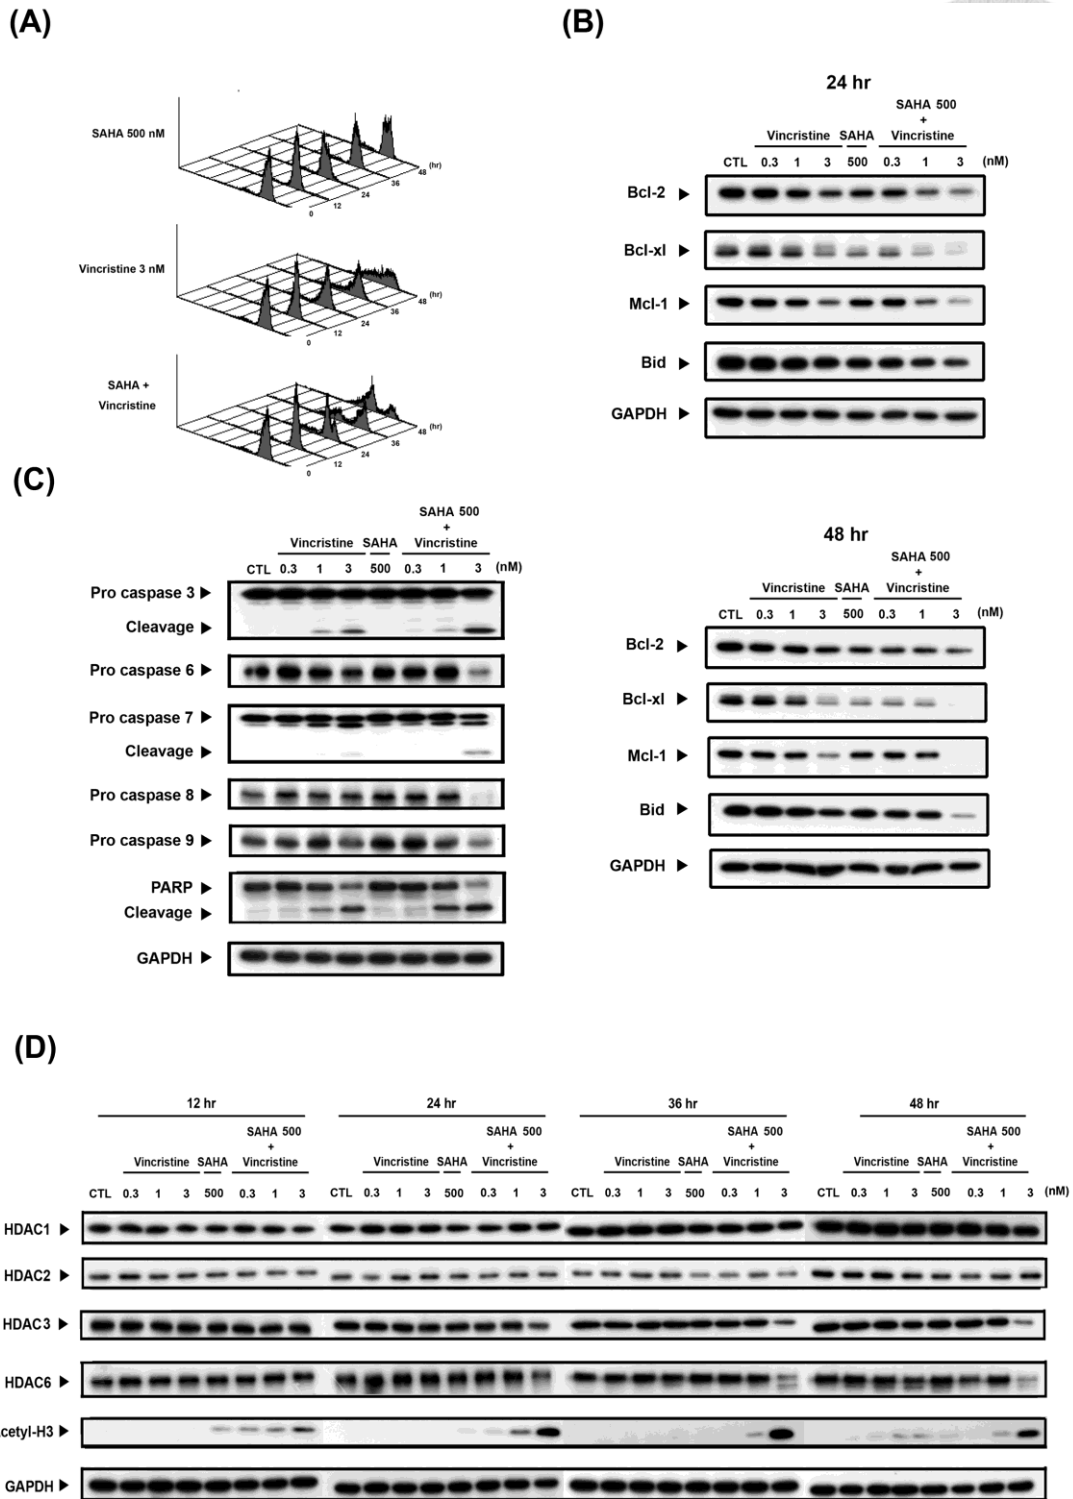 (A)
SAHA 500 nM
0 12 24 36 48 (hr)
Vincristine 3 nM
0 12 24 36 48 (hr)
SAHA +
Vincristine
0 12 24 36 48 (hr)
(B)
24 hr
SAHA 500
+
Vincristine SAHA Vincristine
CTL 0.3 1 3 500 0.3 1 3 (nM)
Bcl-2
Bcl-xl
Mcl-1
Bid
GAPDH
48 hr
SAHA 500
+
Vincristine SAHA Vincristine
CTL 0.3 1 3 500 0.3 1 3 (nM)
Bcl-2
Bcl-xl
Mcl-1
Bid
GAPDH
(C)
SAHA 500
+
Vincristine SAHA Vincristine
CTL 0.3 1 3 500 0.3 1 3 (nM)
Pro caspase 3
Cleavage
Pro caspase 6
Pro caspase 7
Cleavage
Pro caspase 8
Pro caspase 9
PARP
Cleavage
GAPDH
(D)
12 hr 24 hr 36 hr 48 hr
SAHA 500 SAHA 500 SAHA 500 SAHA 500
+ + + +
Vincristine SAHA Vincristine Vincristine SAHA Vincristine Vincristine SAHA Vincristine Vincristine SAHA Vincristine
CTL 0.3 1 3 500 0.3 1 3 CTL 0.3 1 3 500 0.3 1 3 CTL 0.3 1 3 500 0.3 1 3 CTL 0.3 1 3 500 0.3 1 3 (nM)
HDAC1
HDAC2
HDAC3
HDAC6
cetyl-H3
GAPDH